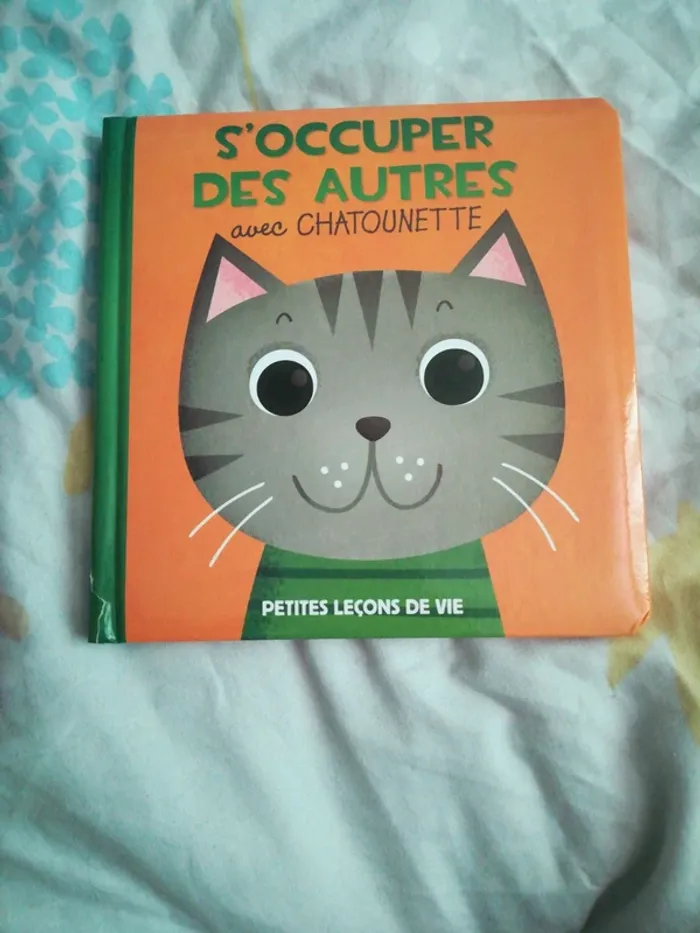 S'OCCUPER
DES AUTRES
avec CHATOUNETTE
PETITES LEÇONS DE VIE